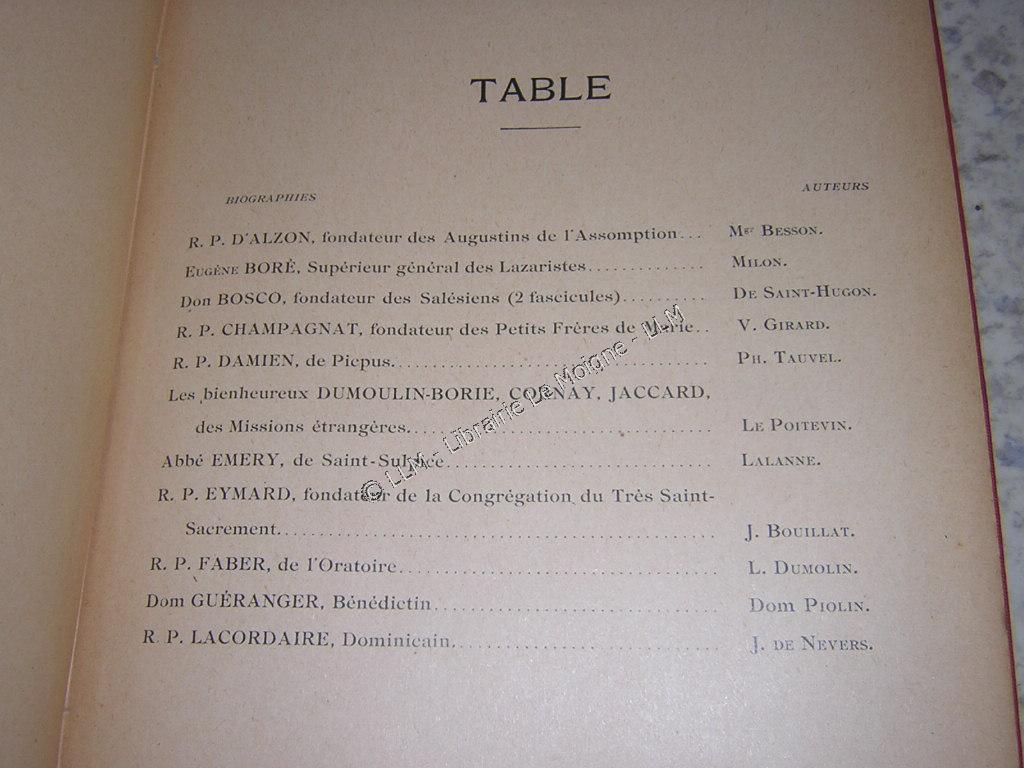 TABLE
BIOGRAPHIES AUTEURS
R. P. D'ALZON, fondateur des Augustins de l'Assomption... Mgr BESSON.
EUGÈNE BORÉ, Supérieur général des Lazaristes............. MILON.
Don BOSCO, fondateur des Salésiens (2 fascicules).......... DE SAINT-HUGON.
R. P. CHAMPAGNAT, fondateur des Petits Frères de Marie.. V. GIRARD.
R. P. DAMIEN, de Picpus.................................. PH. TAUVEL.
Les bienheureux DUMOULIN-BORIE, CORNAY, JACCARD,
des Missions étrangères................................ LE POITEVIN.
Abbé EMERY, de Saint-Sulpice............................ LALANNE.
R. P. EYMARD, fondateur de la Congrégation du Très Saint-
Sacrement............................................. J. BOUILLAT.
R. P. FABER, de l'Oratoire................................. L. DUMOLIN.
Dom GUÉRANGER, Bénédictin............................. Dom PIOLIN.
R. P. LACORDAIRE, Dominicain........................... J. DE NEVERS.
© LLM - Librairie Le Moigne - LLM